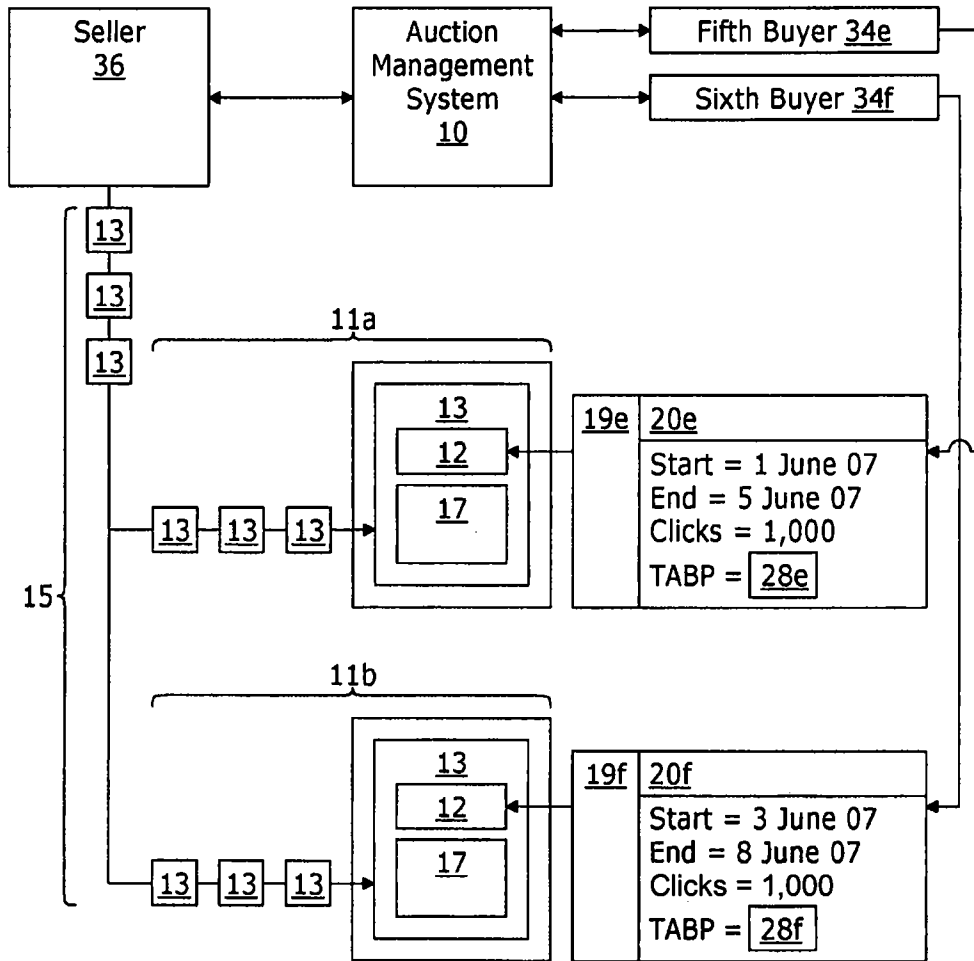 Seller
36
Auction
Management
System
10
Fifth Buyer 34e
Sixth Buyer 34f
13
13
13
15
11a
13
12
17
13 13 13
19e
20e
Start = 1 June 07
End = 5 June 07
Clicks = 1,000
TABP = 28e
11b
13
12
17
13 13 13
19f
20f
Start = 3 June 07
End = 8 June 07
Clicks = 1,000
TABP = 28f